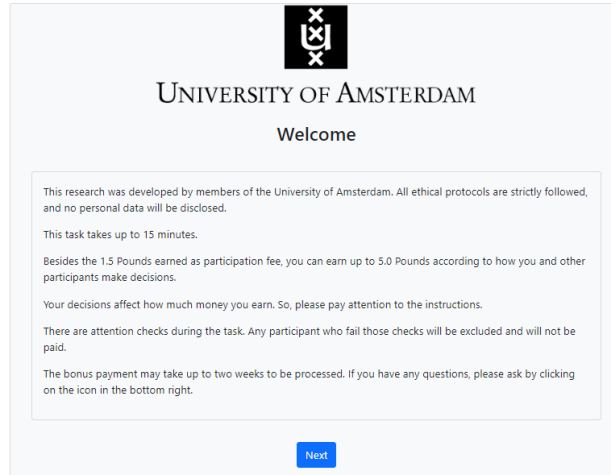 UNIVERSITY OF AMSTERDAM
Welcome
This research was developed by members of the University of Amsterdam. All ethical protocols are strictly followed,
and no personal data will be disclosed.
This task takes up to 15 minutes.
Besides the 1.5 Pounds earned as participation fee, you can earn up to 5.0 Pounds according to how you and other
participants make decisions.
Your decisions affect how much money you earn. So, please pay attention to the instructions.
There are attention checks during the task. Any participant who fail those checks will be excluded and will not be
paid.
The bonus payment may take up to two weeks to be processed. If you have any questions, please ask by clicking
on the icon in the bottom right.
Next